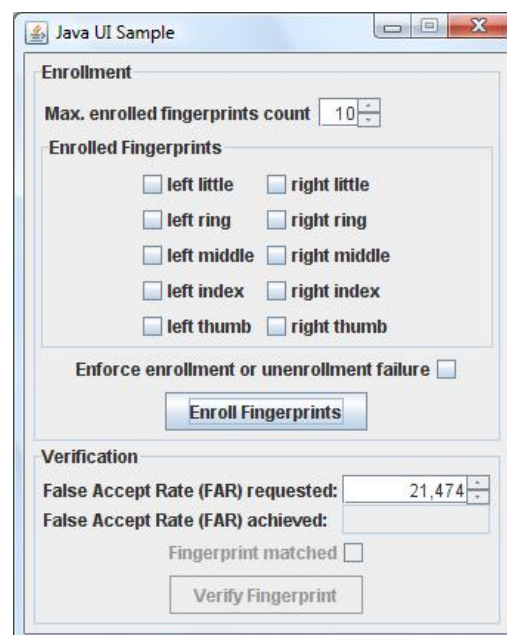 Java UI Sample
Enrollment
Max. enrolled fingerprints count 10
Enrolled Fingerprints
left little right little
left ring right ring
left middle right middle
left index right index
left thumb right thumb
Enforce enrollment or unenrollment failure
Enroll Fingerprints
Verification
False Accept Rate (FAR) requested: 21,474
False Accept Rate (FAR) achieved:
Fingerprint matched
Verify Fingerprint